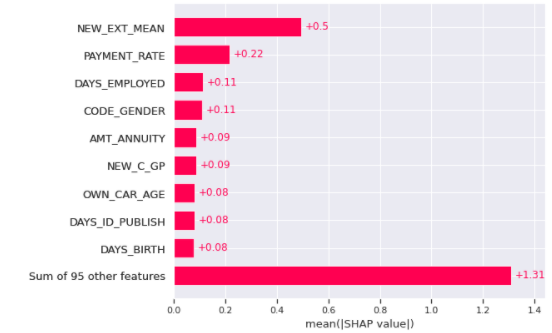 NEW_EXT_MEAN +0.5
PAYMENT_RATE +0.22
DAYS_EMPLOYED +0.11
CODE_GENDER +0.11
AMT_ANNUITY +0.09
NEW_C_GP +0.09
OWN_CAR_AGE +0.08
DAYS_ID_PUBLISH +0.08
DAYS_BIRTH +0.08
Sum of 95 other features +1.31
0.0 0.2 0.4 0.6 0.8 1.0 1.2 1.4
mean(|SHAP value|)